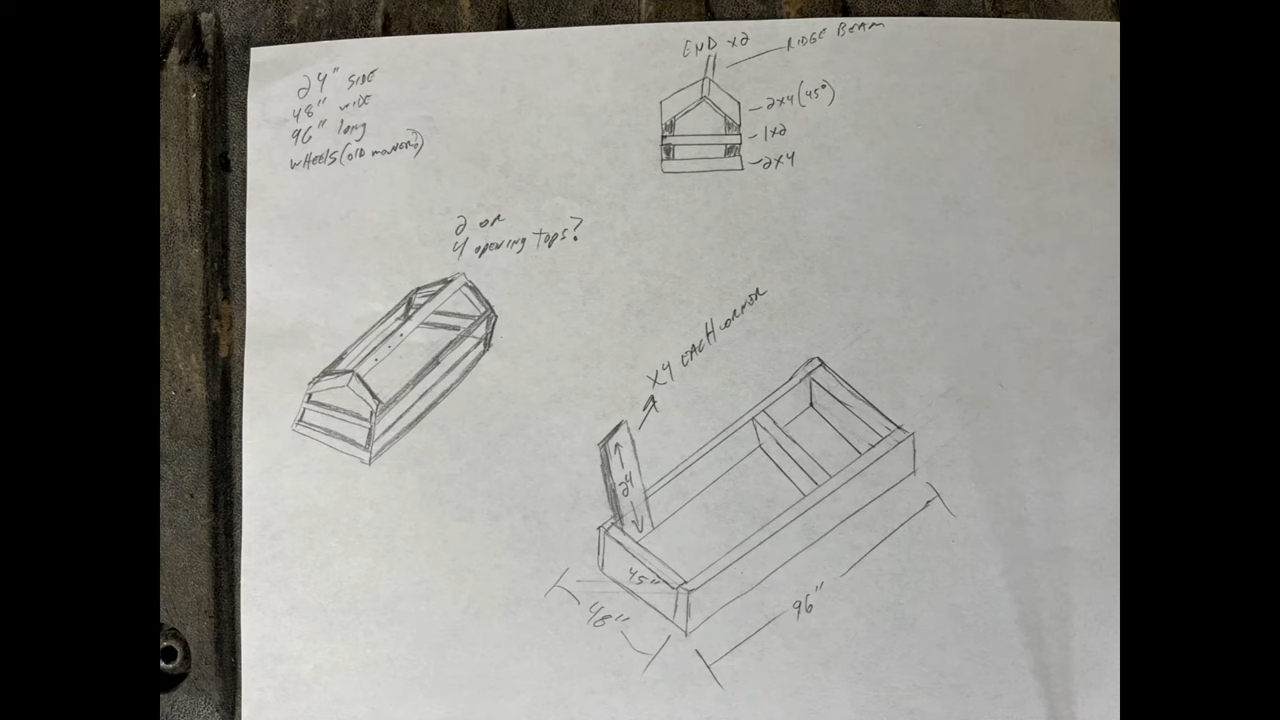 24" SIDE
48" WIDE
96" long
WHEELS (OLD MOWER?)
END x2
RIDGE BEAM
2x4 (45°)
1x2
2x4
2 OR
4 OPENING TOPS?
X4 EACH CORNER
24
45"
48"
96"